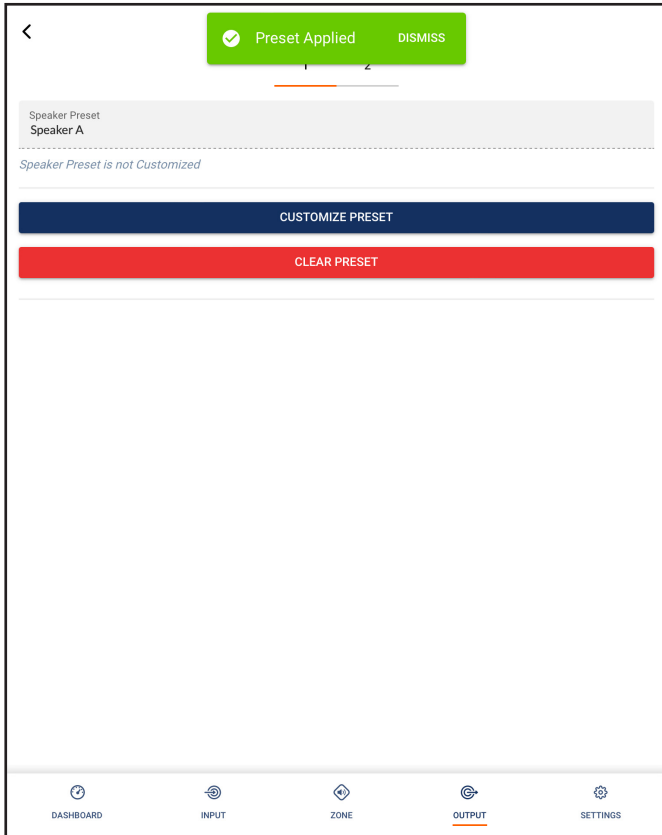 Preset Applied DISMISS
1 2
Speaker Preset
Speaker A
Speaker Preset is not Customized
CUSTOMIZE PRESET
CLEAR PRESET
DASHBOARD INPUT ZONE OUTPUT SETTINGS